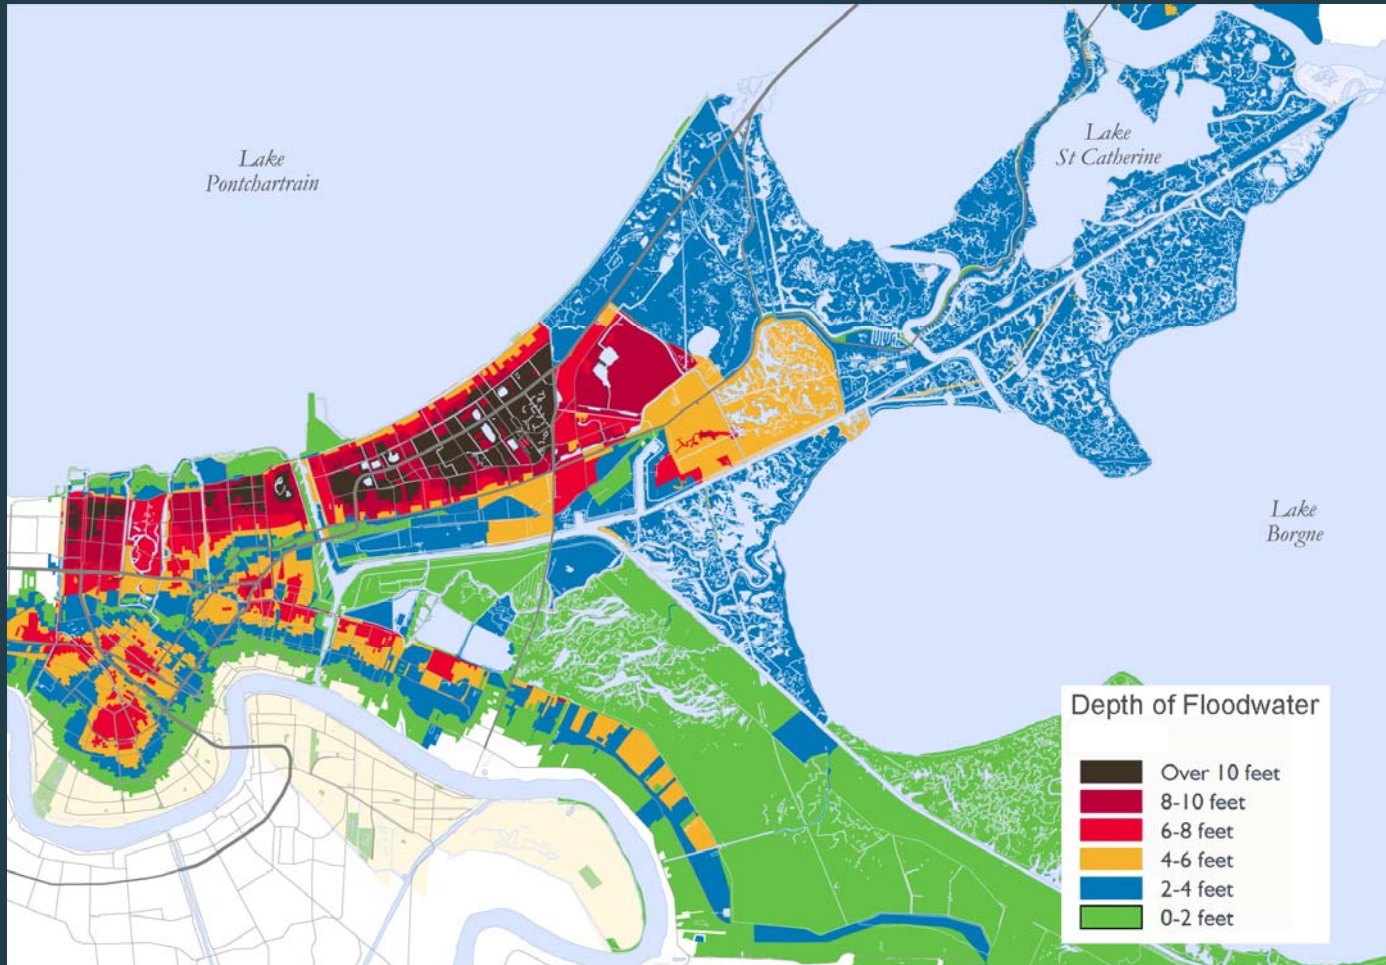 Lake
Pontchartrain
Lake
St Catherine
Lake
Borgne
Depth of Floodwater
Over 10 feet
8-10 feet
6-8 feet
4-6 feet
2-4 feet
0-2 feet